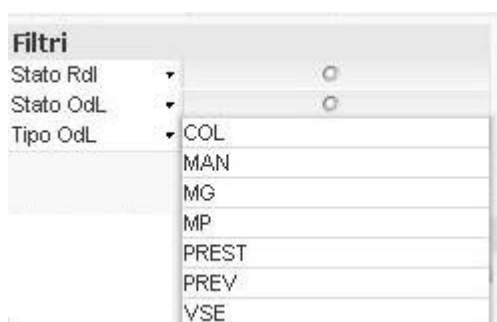 Filtri
Stato RdI
Stato OdL
Tipo OdL COL
MAN
MG
MP
PREST
PREV
VSE